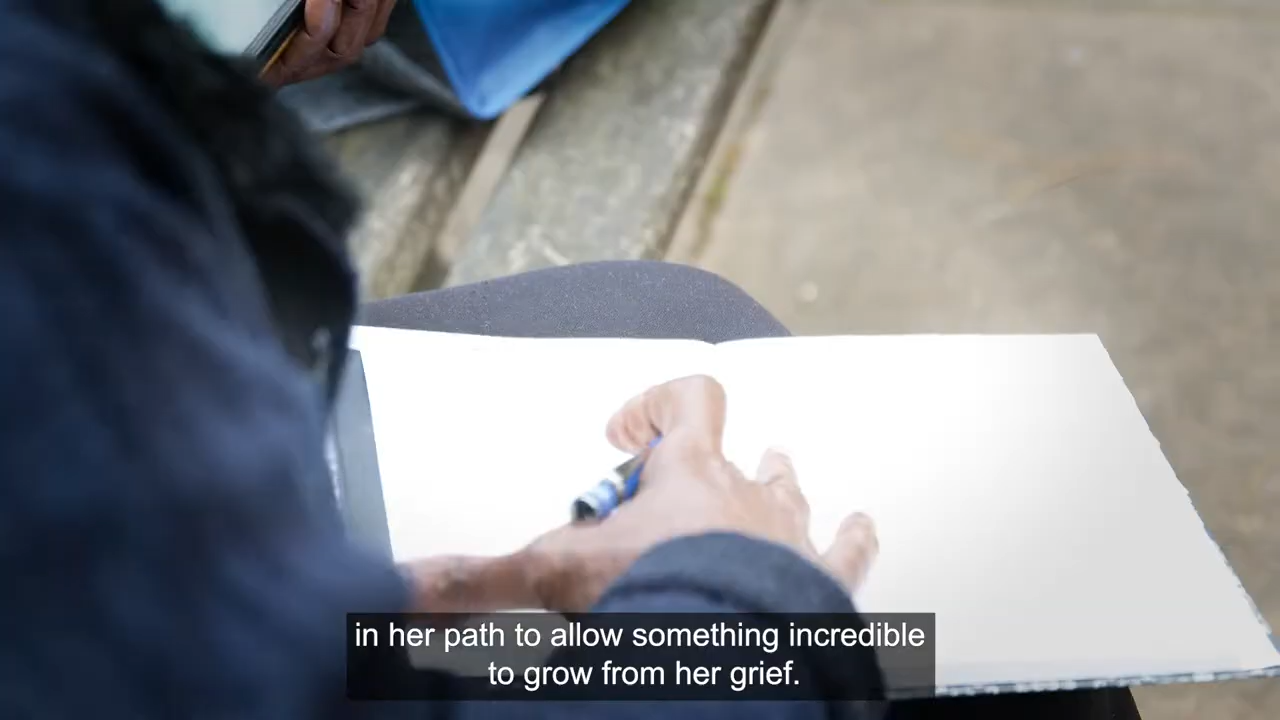 in her path to allow something incredible
to grow from her grief.